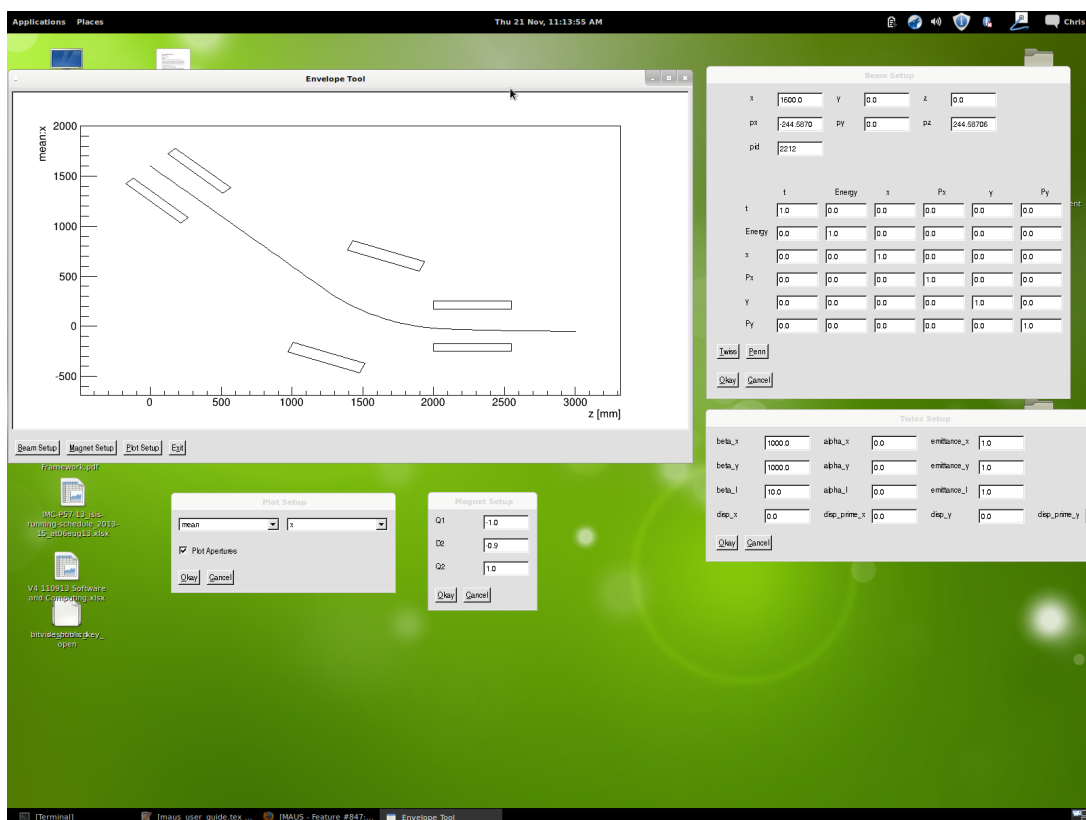 Applications Places
Thu 21 Nov, 11:13:55 AM
Chris
Envelope Tool
mean:x
2000
1500
1000
500
0
-500
0 500 1000 1500 2000 2500 3000
z [mm]
Beam Setup Magnet Setup Plot Setup Exit
Beam Setup
x 1600.0 y 0.0 z 0.0
px -244.5870 py 0.0 pz 244.58706
pid 2212
t Energy x Px y Py
t 1.0 0.0 0.0 0.0 0.0 0.0
Energy 0.0 1.0 0.0 0.0 0.0 0.0
x 0.0 0.0 1.0 0.0 0.0 0.0
Px 0.0 0.0 0.0 1.0 0.0 0.0
y 0.0 0.0 0.0 0.0 1.0 0.0
Py 0.0 0.0 0.0 0.0 0.0 1.0
Twiss Penn
Okay Cancel
Twiss Setup
beta_x 1000.0 alpha_x 0.0 emittance_x 1.0
beta_y 1000.0 alpha_y 0.0 emittance_y 1.0
beta_l 10.0 alpha_l 0.0 emittance_l 1.0
disp_x 0.0 disp_prime_x 0.0 disp_y 0.0 disp_prime_y
Okay Cancel
Framework.pdf
IMC-P57-13_isis-
running-schedule_2013-
15_at06aug13.xlsx
V4 110913 Software
and Computing.xlsx
open
Plot Setup
mean x
Plot Apertures
Okay Cancel
Magnet Setup
Q1 -1.0
D2 -0.9
Q2 1.0
Okay Cancel
[Terminal] [maus_user_guide.tex ... [MAUS - Feature #847:... Envelope Tool